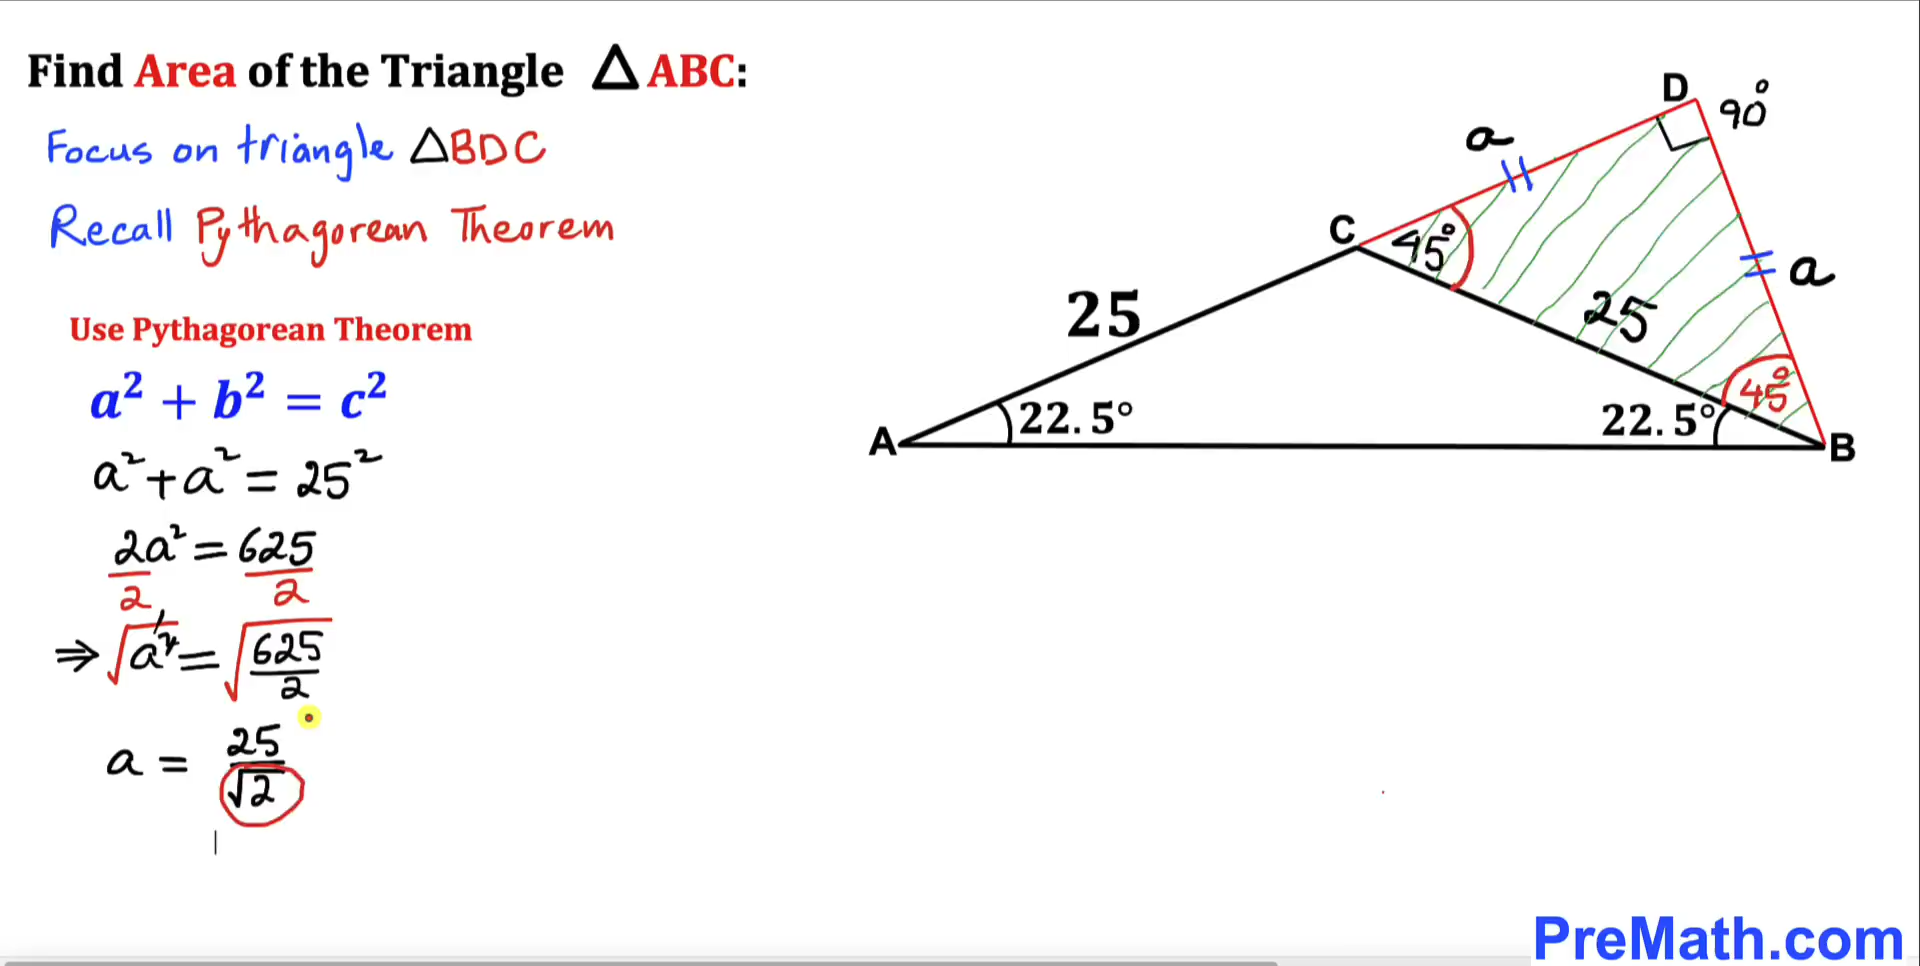 Find Area of the Triangle △ ABC:
Focus on triangle △BDC
Recall Pythagorean Theorem
Use Pythagorean Theorem
a² + b² = c²
a² + a² = 25²
2a² = 625
2 2
⇒ √a² = √625
2
a = 25
√2
D
90°
a
C
45°
a
25
25
45°
22.5°
22.5°
A
B
PreMath.com